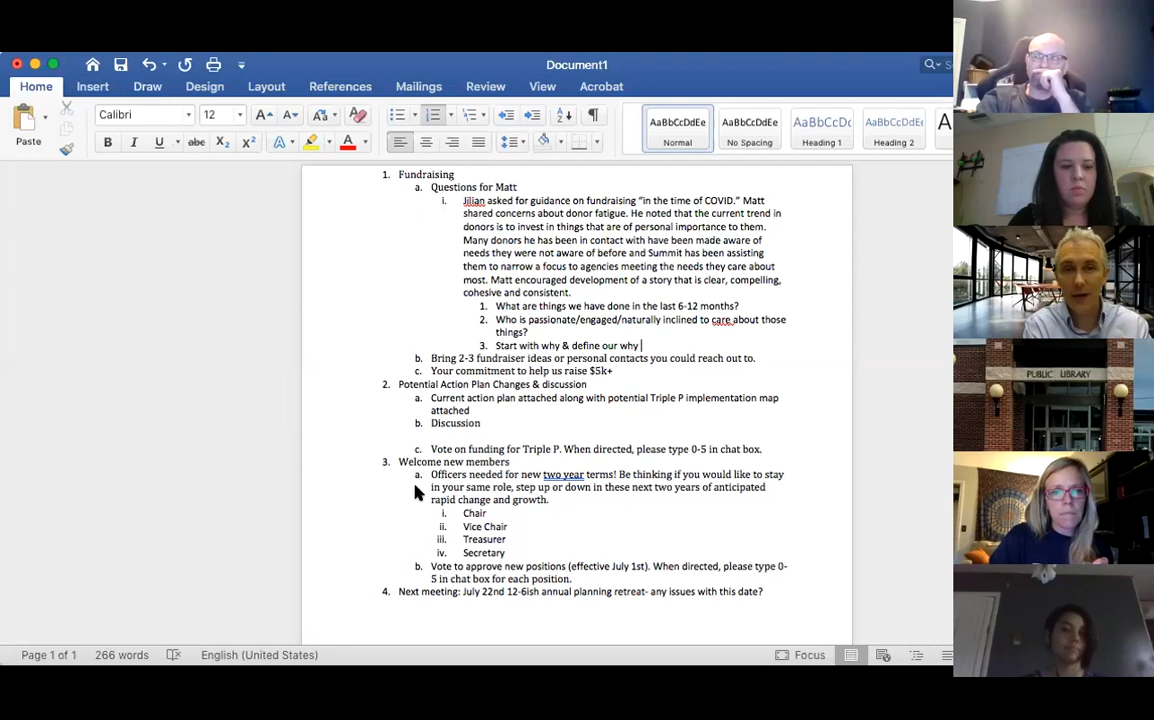 Document1
Home Insert Draw Design Layout References Mailings Review View Acrobat
Calibri 12
Paste
AaBbCcDdEe AaBbCcDdEe AaBbCcDc AaBbCcDdEe
Normal No Spacing Heading 1 Heading 2
1. Fundraising
a. Questions for Matt
i. Jilian asked for guidance on fundraising “in the time of COVID.” Matt
shared concerns about donor fatigue. He noted that the current trend in
donors is to invest in things that are of personal importance to them.
Many donors he has been in contact with have been made aware of
needs they were not aware of before and Summit has been assisting
them to narrow a focus to agencies meeting the needs they care about
most. Matt encouraged development of a story that is clear, compelling,
cohesive and consistent.
1. What are things we have done in the last 6-12 months?
2. Who is passionate/engaged/naturally inclined to care about those
things?
3. Start with why & define our why
b. Bring 2-3 fundraiser ideas or personal contacts you could reach out to.
c. Your commitment to help us raise $5k+
2. Potential Action Plan Changes & discussion
a. Current action plan attached along with potential Triple P implementation map
attached
b. Discussion
c. Vote on funding for Triple P. When directed, please type 0-5 in chat box.
3. Welcome new members
a. Officers needed for new two year terms! Be thinking if you would like to stay
in your same role, step up or down in these next two years of anticipated
rapid change and growth.
i. Chair
ii. Vice Chair
iii. Treasurer
iv. Secretary
b. Vote to approve new positions (effective July 1st). When directed, please type 0-
5 in chat box for each position.
4. Next meeting: July 22nd 12-6ish annual planning retreat- any issues with this date?
Page 1 of 1 266 words English (United States) Focus
PUBLIC LIBRARY